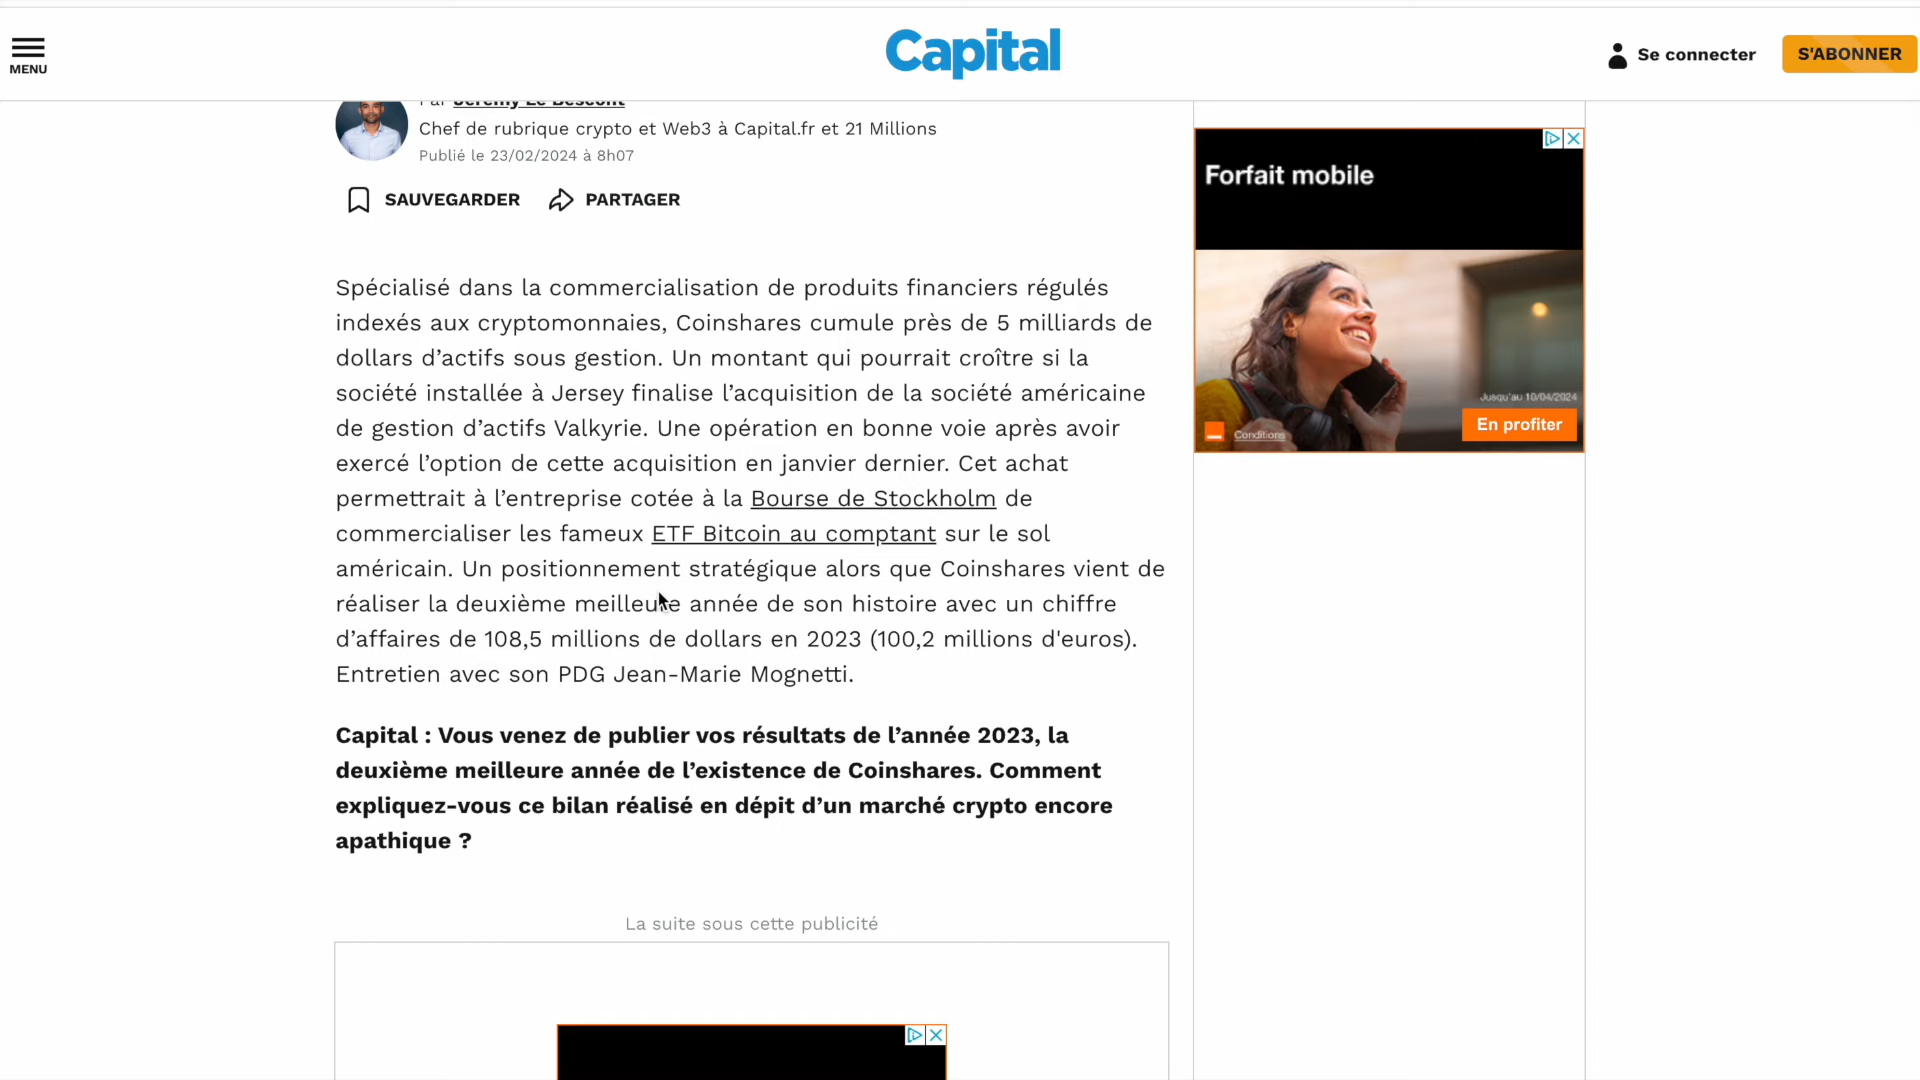 MENU
Capital
Se connecter
S'ABONNER
Par Jérémy Le Bescont
Chef de rubrique crypto et Web3 à Capital.fr et 21 Millions
Publié le 23/02/2024 à 8h07
SAUVEGARDER
PARTAGER
Spécialisé dans la commercialisation de produits financiers régulés
indexés aux cryptomonnaies, Coinshares cumule près de 5 milliards de
dollars d’actifs sous gestion. Un montant qui pourrait croître si la
société installée à Jersey finalise l’acquisition de la société américaine
de gestion d’actifs Valkyrie. Une opération en bonne voie après avoir
exercé l’option de cette acquisition en janvier dernier. Cet achat
permettrait à l’entreprise cotée à la Bourse de Stockholm de
commercialiser les fameux ETF Bitcoin au comptant sur le sol
américain. Un positionnement stratégique alors que Coinshares vient de
réaliser la deuxième meilleure année de son histoire avec un chiffre
d’affaires de 108,5 millions de dollars en 2023 (100,2 millions d'euros).
Entretien avec son PDG Jean-Marie Mognetti.
Capital : Vous venez de publier vos résultats de l’année 2023, la
deuxième meilleure année de l’existence de Coinshares. Comment
expliquez-vous ce bilan réalisé en dépit d’un marché crypto encore
apathique ?
La suite sous cette publicité
Forfait mobile
Jusqu'au 10/04/2024
En profiter
Conditions